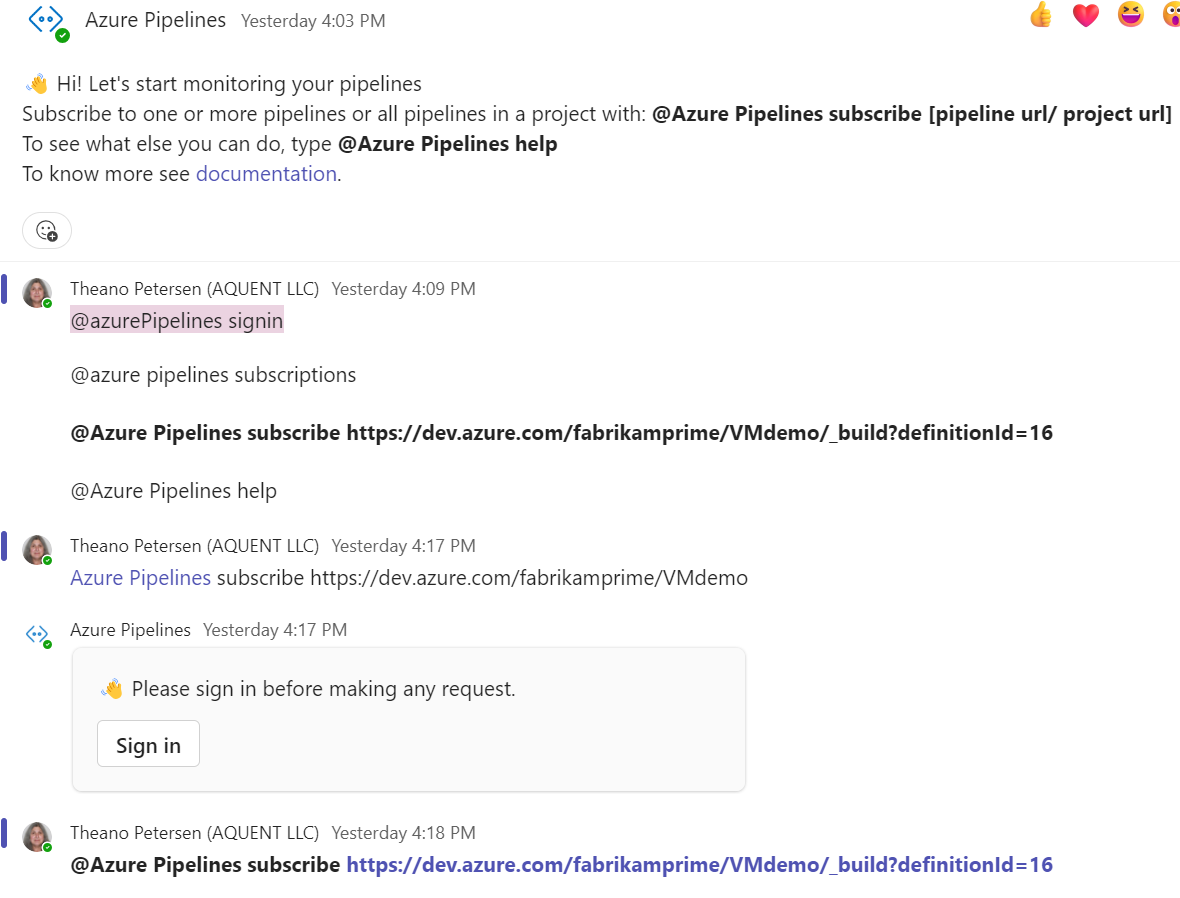 Azure Pipelines Yesterday 4:03 PM
👋 Hi! Let's start monitoring your pipelines
Subscribe to one or more pipelines or all pipelines in a project with: @Azure Pipelines subscribe [pipeline url/ project url]
To see what else you can do, type @Azure Pipelines help
To know more see documentation.
Theano Petersen (AQUENT LLC) Yesterday 4:09 PM
@azurePipelines signin
@azure pipelines subscriptions
@Azure Pipelines subscribe https://dev.azure.com/fabrikamprime/VMdemo/_build?definitionId=16
@Azure Pipelines help
Theano Petersen (AQUENT LLC) Yesterday 4:17 PM
Azure Pipelines subscribe https://dev.azure.com/fabrikamprime/VMdemo
Azure Pipelines Yesterday 4:17 PM
👋 Please sign in before making any request.
Sign in
Theano Petersen (AQUENT LLC) Yesterday 4:18 PM
@Azure Pipelines subscribe https://dev.azure.com/fabrikamprime/VMdemo/_build?definitionId=16